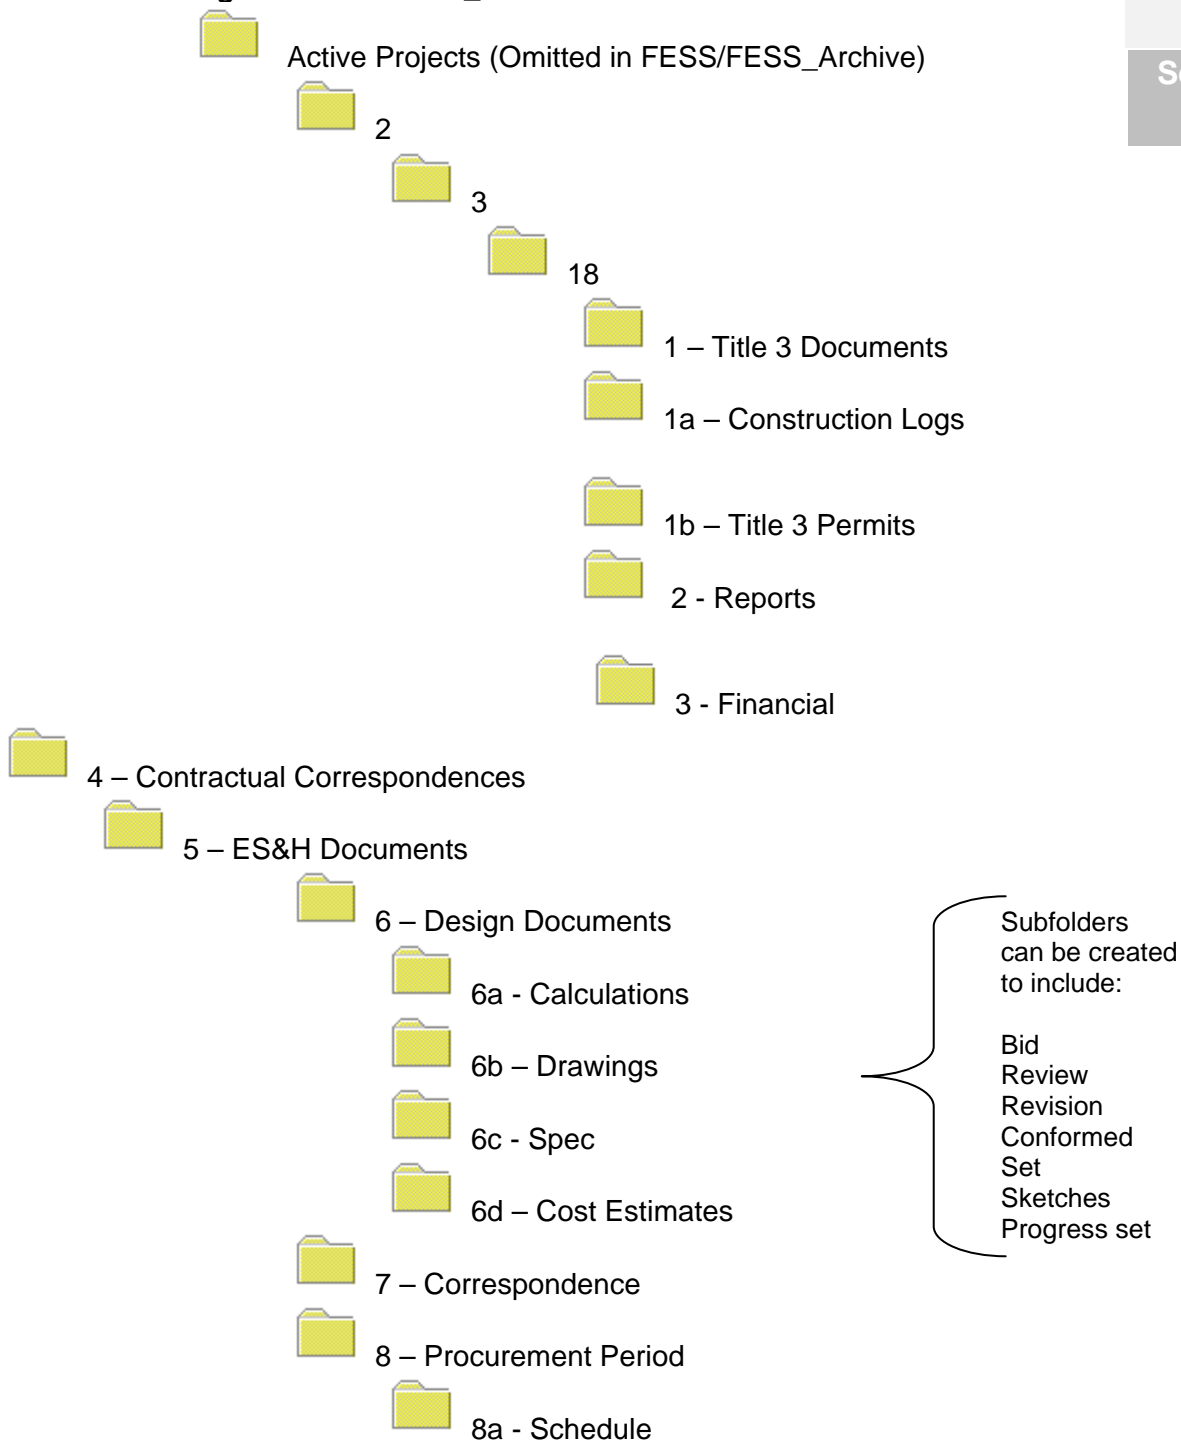 Active Projects (Omitted in FESS/FESS_Archive)
2
3
18
1 – Title 3 Documents
1a – Construction Logs
1b – Title 3 Permits
2 - Reports
3 - Financial
4 – Contractual Correspondences
5 – ES&H Documents
6 – Design Documents
6a - Calculations
6b – Drawings
6c - Spec
6d – Cost Estimates
Subfolders
can be created
to include:
Bid
Review
Revision
Conformed
Set
Sketches
Progress set
7 – Correspondence
8 – Procurement Period
8a - Schedule